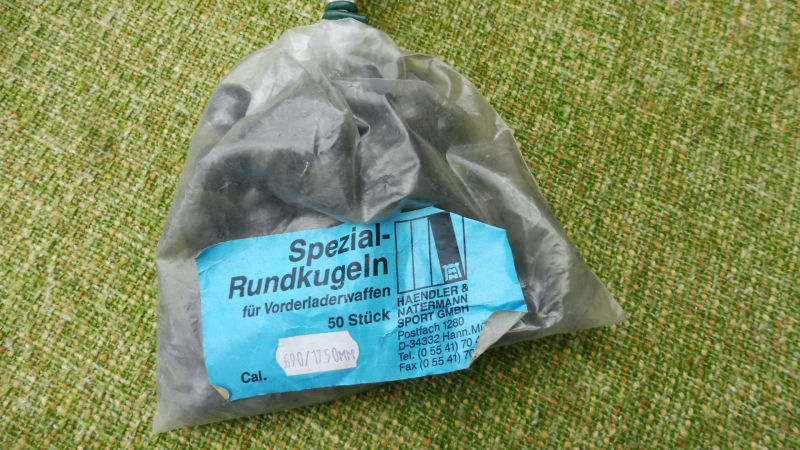 Spezial-
Rundkugeln
für Vorderladerwaffen
50 Stück
Cal.
.690/17.50MM
HAENDLER &
NATERMANN
SPORT GMBH
Postfach 1280
D-34332 Hann.
Tel. (0 55 41) 70
Fax (0 55 41) 70